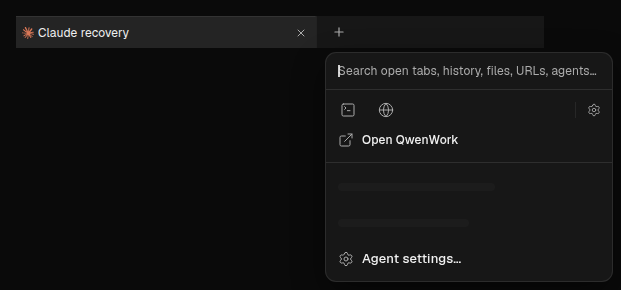 Claude recovery
Search open tabs, history, files, URLs, agents...
Open QwenWork
Agent settings...